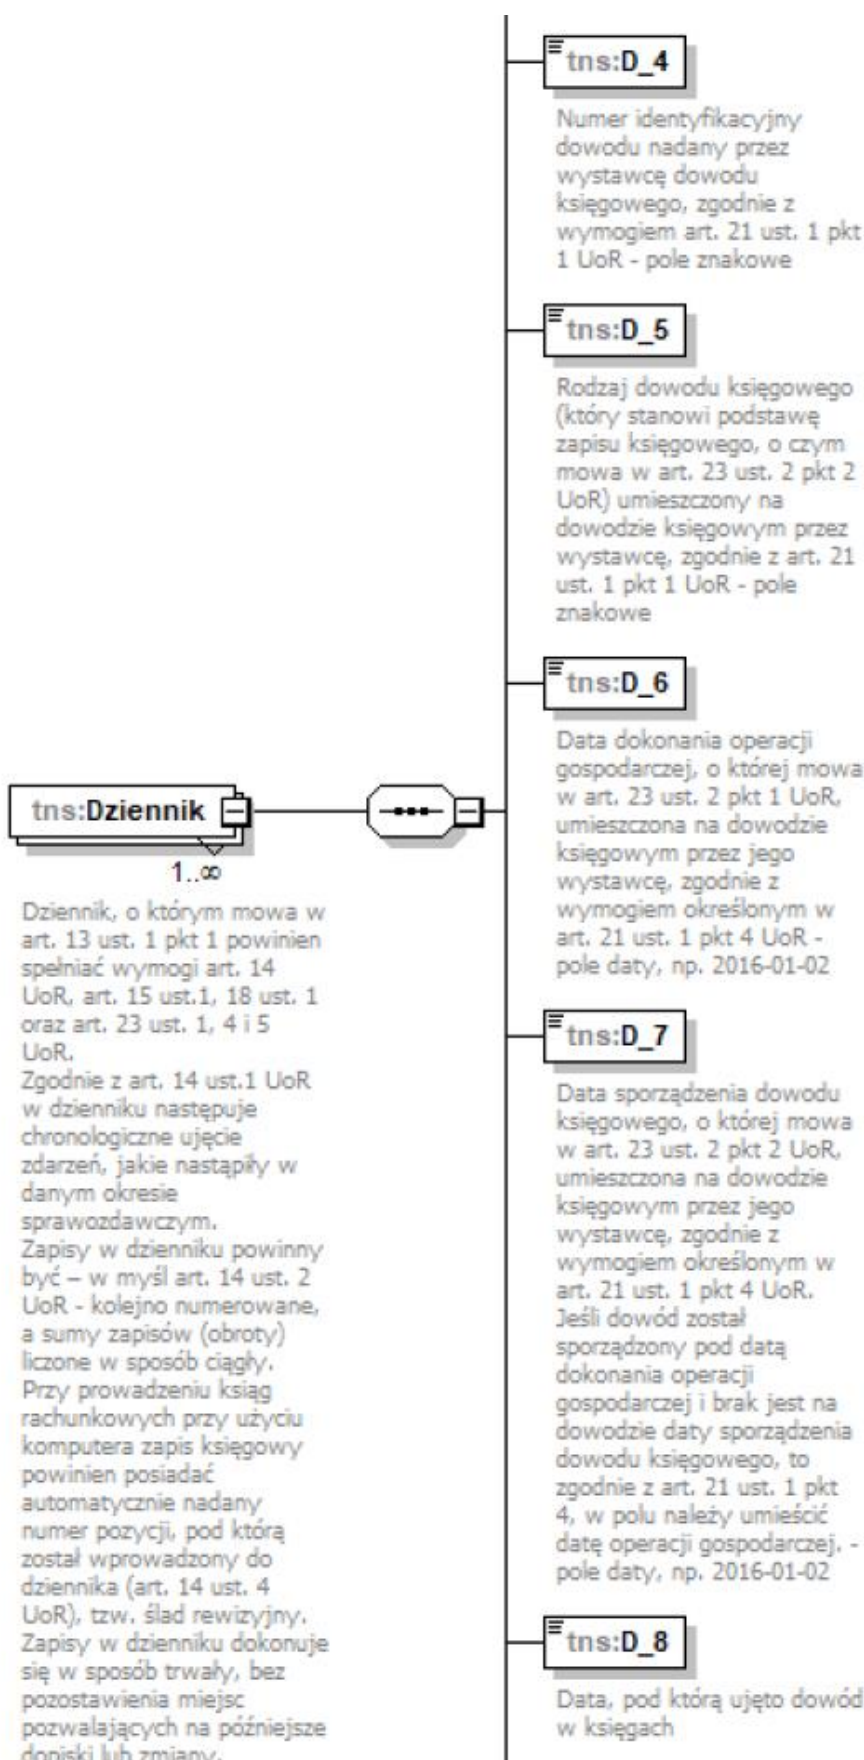 tns:D_4
Numer identyfikacyjny
dowodu nadany przez
wystawcę dowodu
księgowego, zgodnie z
wymogiem art. 21 ust. 1 pkt
1 UoR - pole znakowe
tns:D_5
Rodzaj dowodu księgowego
(który stanowi podstawę
zapisu księgowego, o czym
mowa w art. 23 ust. 2 pkt 2
UoR) umieszczony na
dowodzie księgowym przez
wystawcę, zgodnie z art. 21
ust. 1 pkt 1 UoR - pole
znakowe
tns:D_6
Data dokonania operacji
gospodarczej, o której mowa
w art. 23 ust. 2 pkt 1 UoR,
umieszczona na dowodzie
księgowym przez jego
wystawcę, zgodnie z
wymogiem określonym w
art. 21 ust. 1 pkt 4 UoR -
pole daty, np. 2016-01-02
tns:Dziennik
1..∞
Dziennik, o którym mowa w
art. 13 ust. 1 pkt 1 powinien
spełniać wymogi art. 14
UoR, art. 15 ust.1, 18 ust. 1
oraz art. 23 ust. 1, 4 i 5
UoR.
Zgodnie z art. 14 ust.1 UoR
w dzienniku następuje
chronologiczne ujęcie
zdarzeń, jakie nastąpiły w
danym okresie
sprawozdawczym.
Zapisy w dzienniku powinny
być – w myśl art. 14 ust. 2
UoR - kolejno numerowane,
a sumy zapisów (obroty)
liczone w sposób ciągły.
Przy prowadzeniu ksiąg
rachunkowych przy użyciu
komputera zapis księgowy
powinien posiadać
automatycznie nadany
numer pozycji, pod którą
został wprowadzony do
dziennika (art. 14 ust. 4
UoR), tzw. ślad rewizyjny.
Zapisy w dzienniku dokonuje
się w sposób trwały, bez
pozostawienia miejsc
pozwalających na późniejsze
dopiski lub zmiany.
tns:D_7
Data sporządzenia dowodu
księgowego, o której mowa
w art. 23 ust. 2 pkt 2 UoR,
umieszczona na dowodzie
księgowym przez jego
wystawcę, zgodnie z
wymogiem określonym w
art. 21 ust. 1 pkt 4 UoR.
Jeśli dowód został
sporządzony pod datą
dokonania operacji
gospodarczej i brak jest na
dowodzie daty sporządzenia
dowodu księgowego, to
zgodnie z art. 21 ust. 1 pkt
4, w polu należy umieścić
datę operacji gospodarczej. -
pole daty, np. 2016-01-02
tns:D_8
Data, pod którą ujęto dowód
w księgach